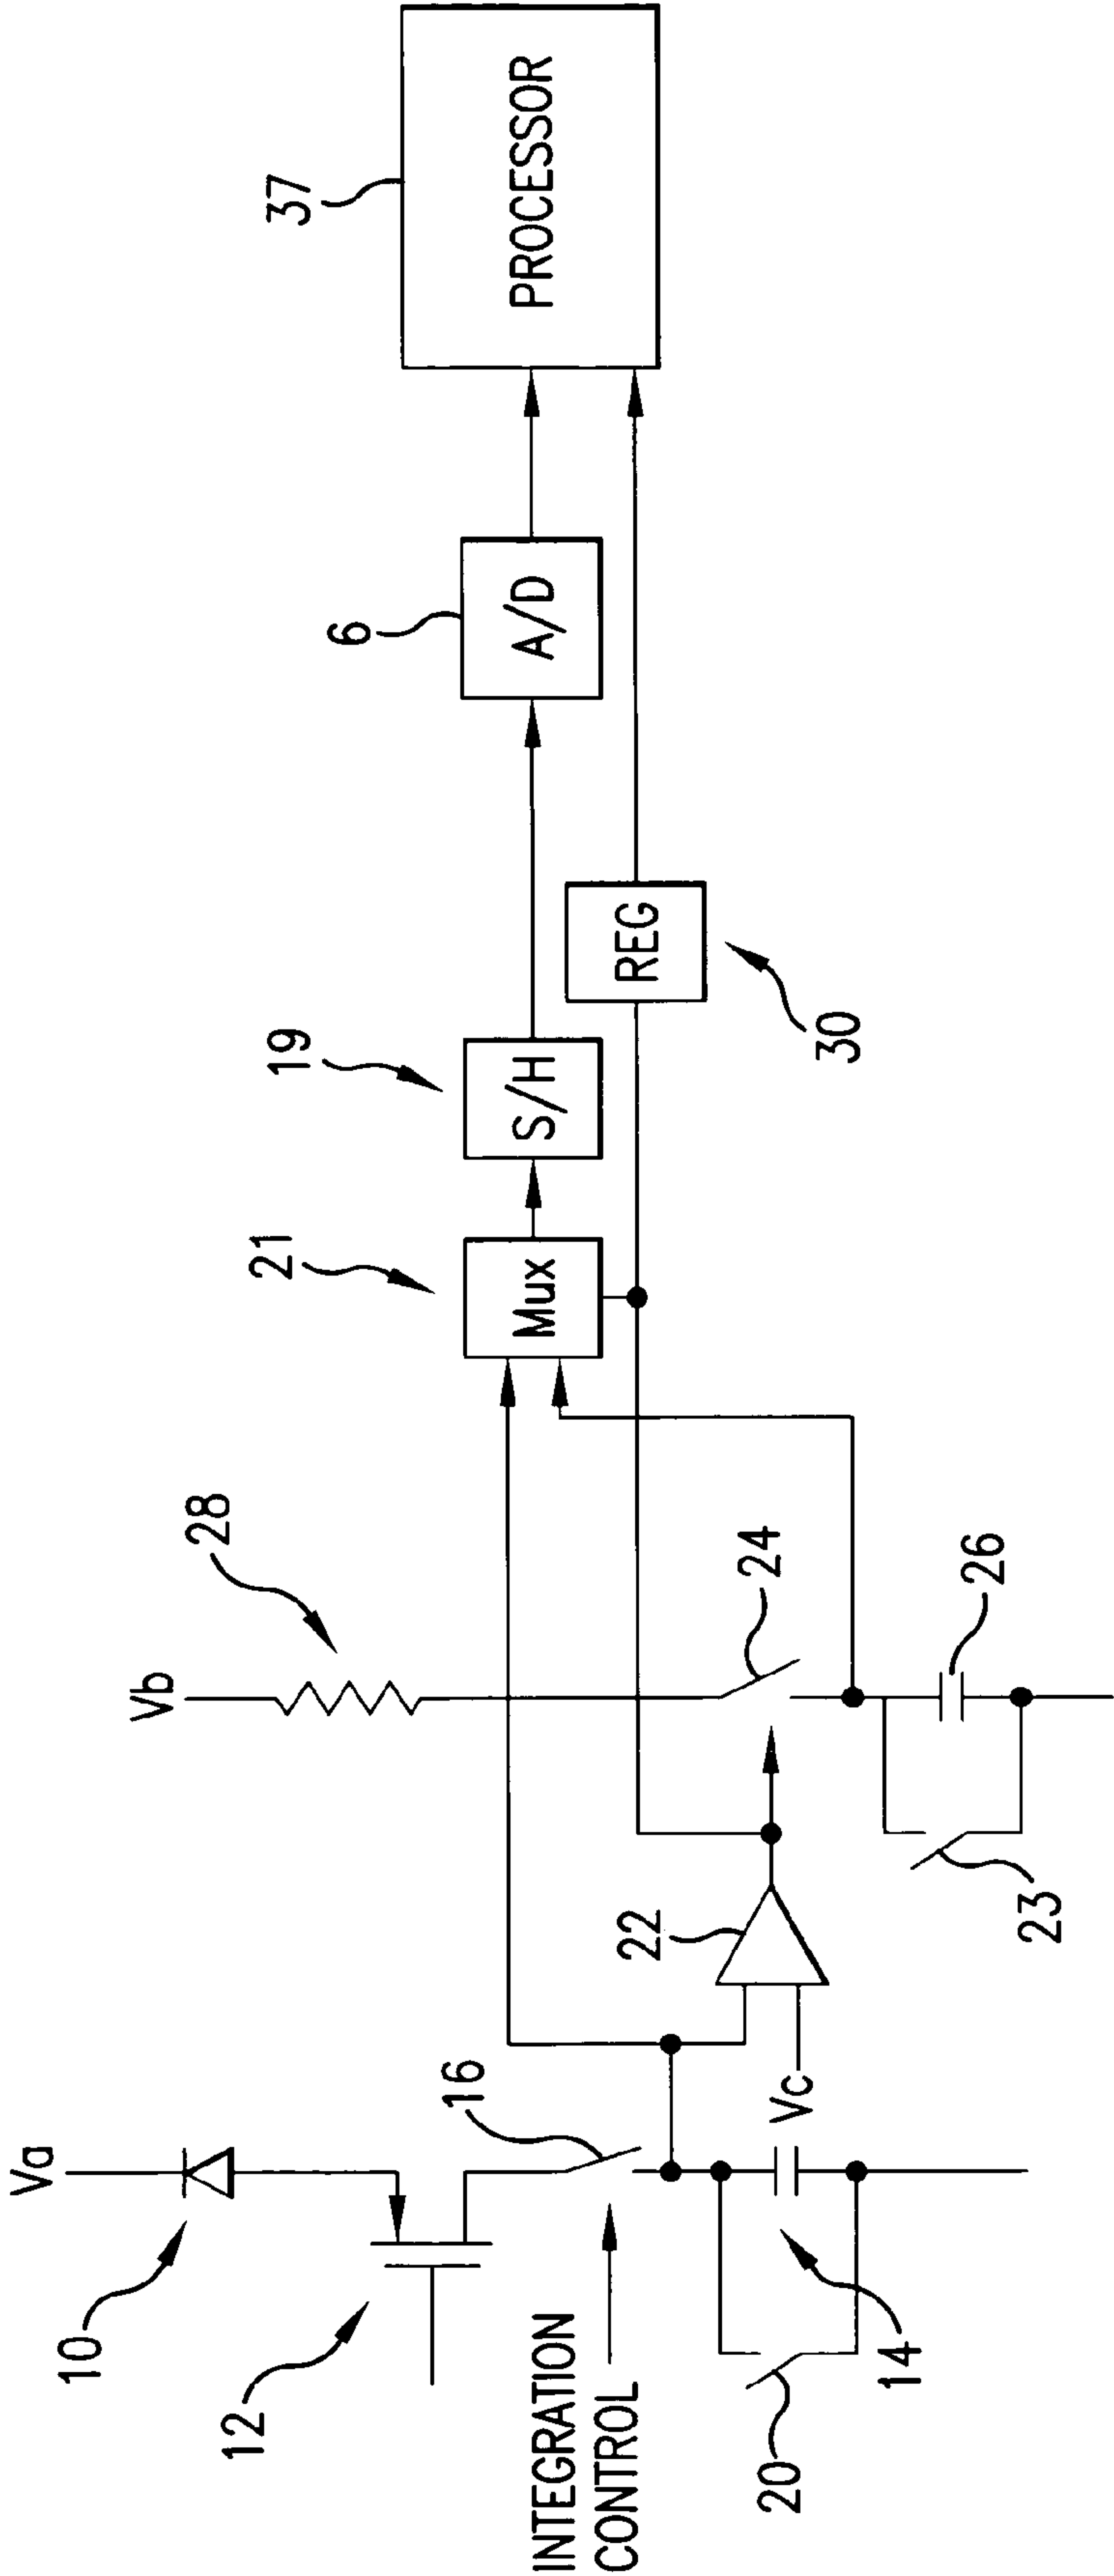 Va
Vb
10
12
INTEGRATION
CONTROL
16
20
14
Vc
22
28
24
26
23
21
Mux
19
S/H
REG
30
6
A/D
37
PROCESSOR